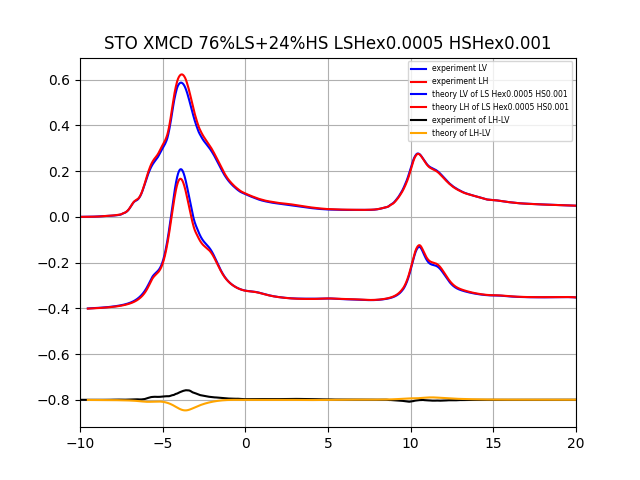 STO XMCD 76%LS+24%HS LSHex0.0005 HSHex0.001
experiment LV
experiment LH
theory LV of LS Hex0.0005 HS0.001
theory LH of LS Hex0.0005 HS0.001
experiment of LH-LV
theory of LH-LV
0.6
0.4
0.2
0.0
−0.2
−0.4
−0.6
−0.8
−10
−5
0
5
10
15
20